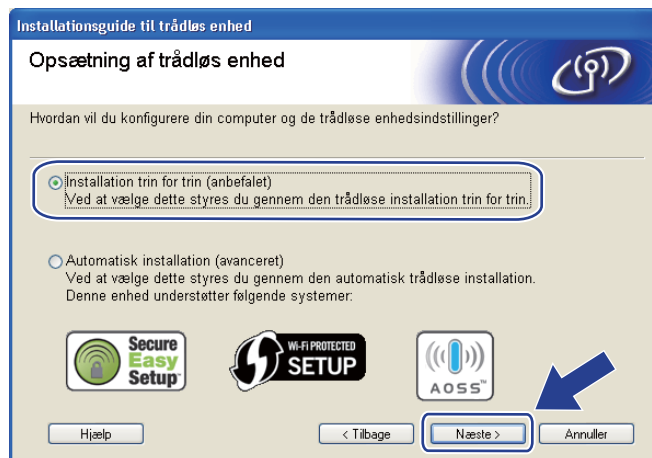 Installationsguide til trådløs enhed
Opsætning af trådløs enhed
Hvordan vil du konfigurere din computer og de trådløse enhedsindstillinger?
Installation trin for trin (anbefalet)
Ved at vælge dette styres du gennem den trådløse installation trin for trin.
Automatisk installation (avanceret)
Ved at vælge dette styres du gennem den automatisk trådløse installation.
Denne enhed understøtter følgende systemer:
Secure
Easy
Setup
WI-FI PROTECTED
SETUP
AOSS™
Hjælp
< Tilbage
Næste >
Annuller